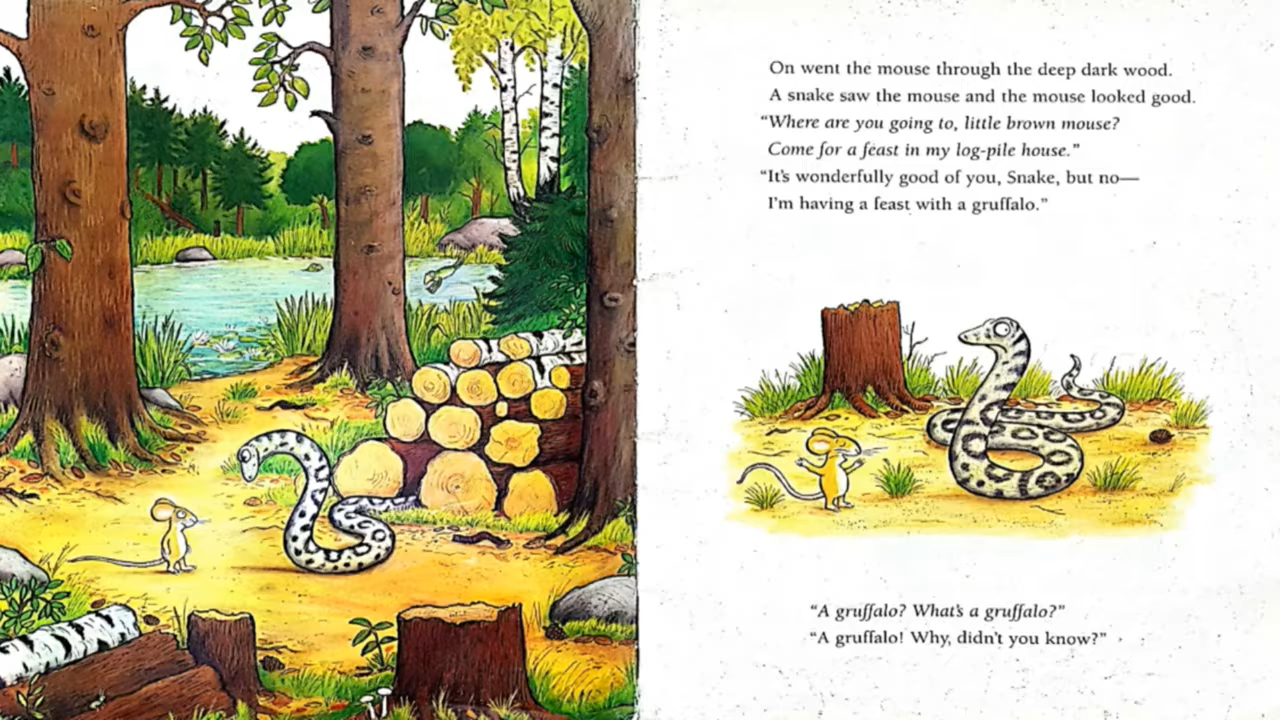 On went the mouse through the deep dark wood.
A snake saw the mouse and the mouse looked good.
“Where are you going to, little brown mouse?
Come for a feast in my log-pile house.”
“It's wonderfully good of you, Snake, but no—
I'm having a feast with a gruffalo.”
“A gruffalo? What's a gruffalo?”
“A gruffalo! Why, didn't you know?”